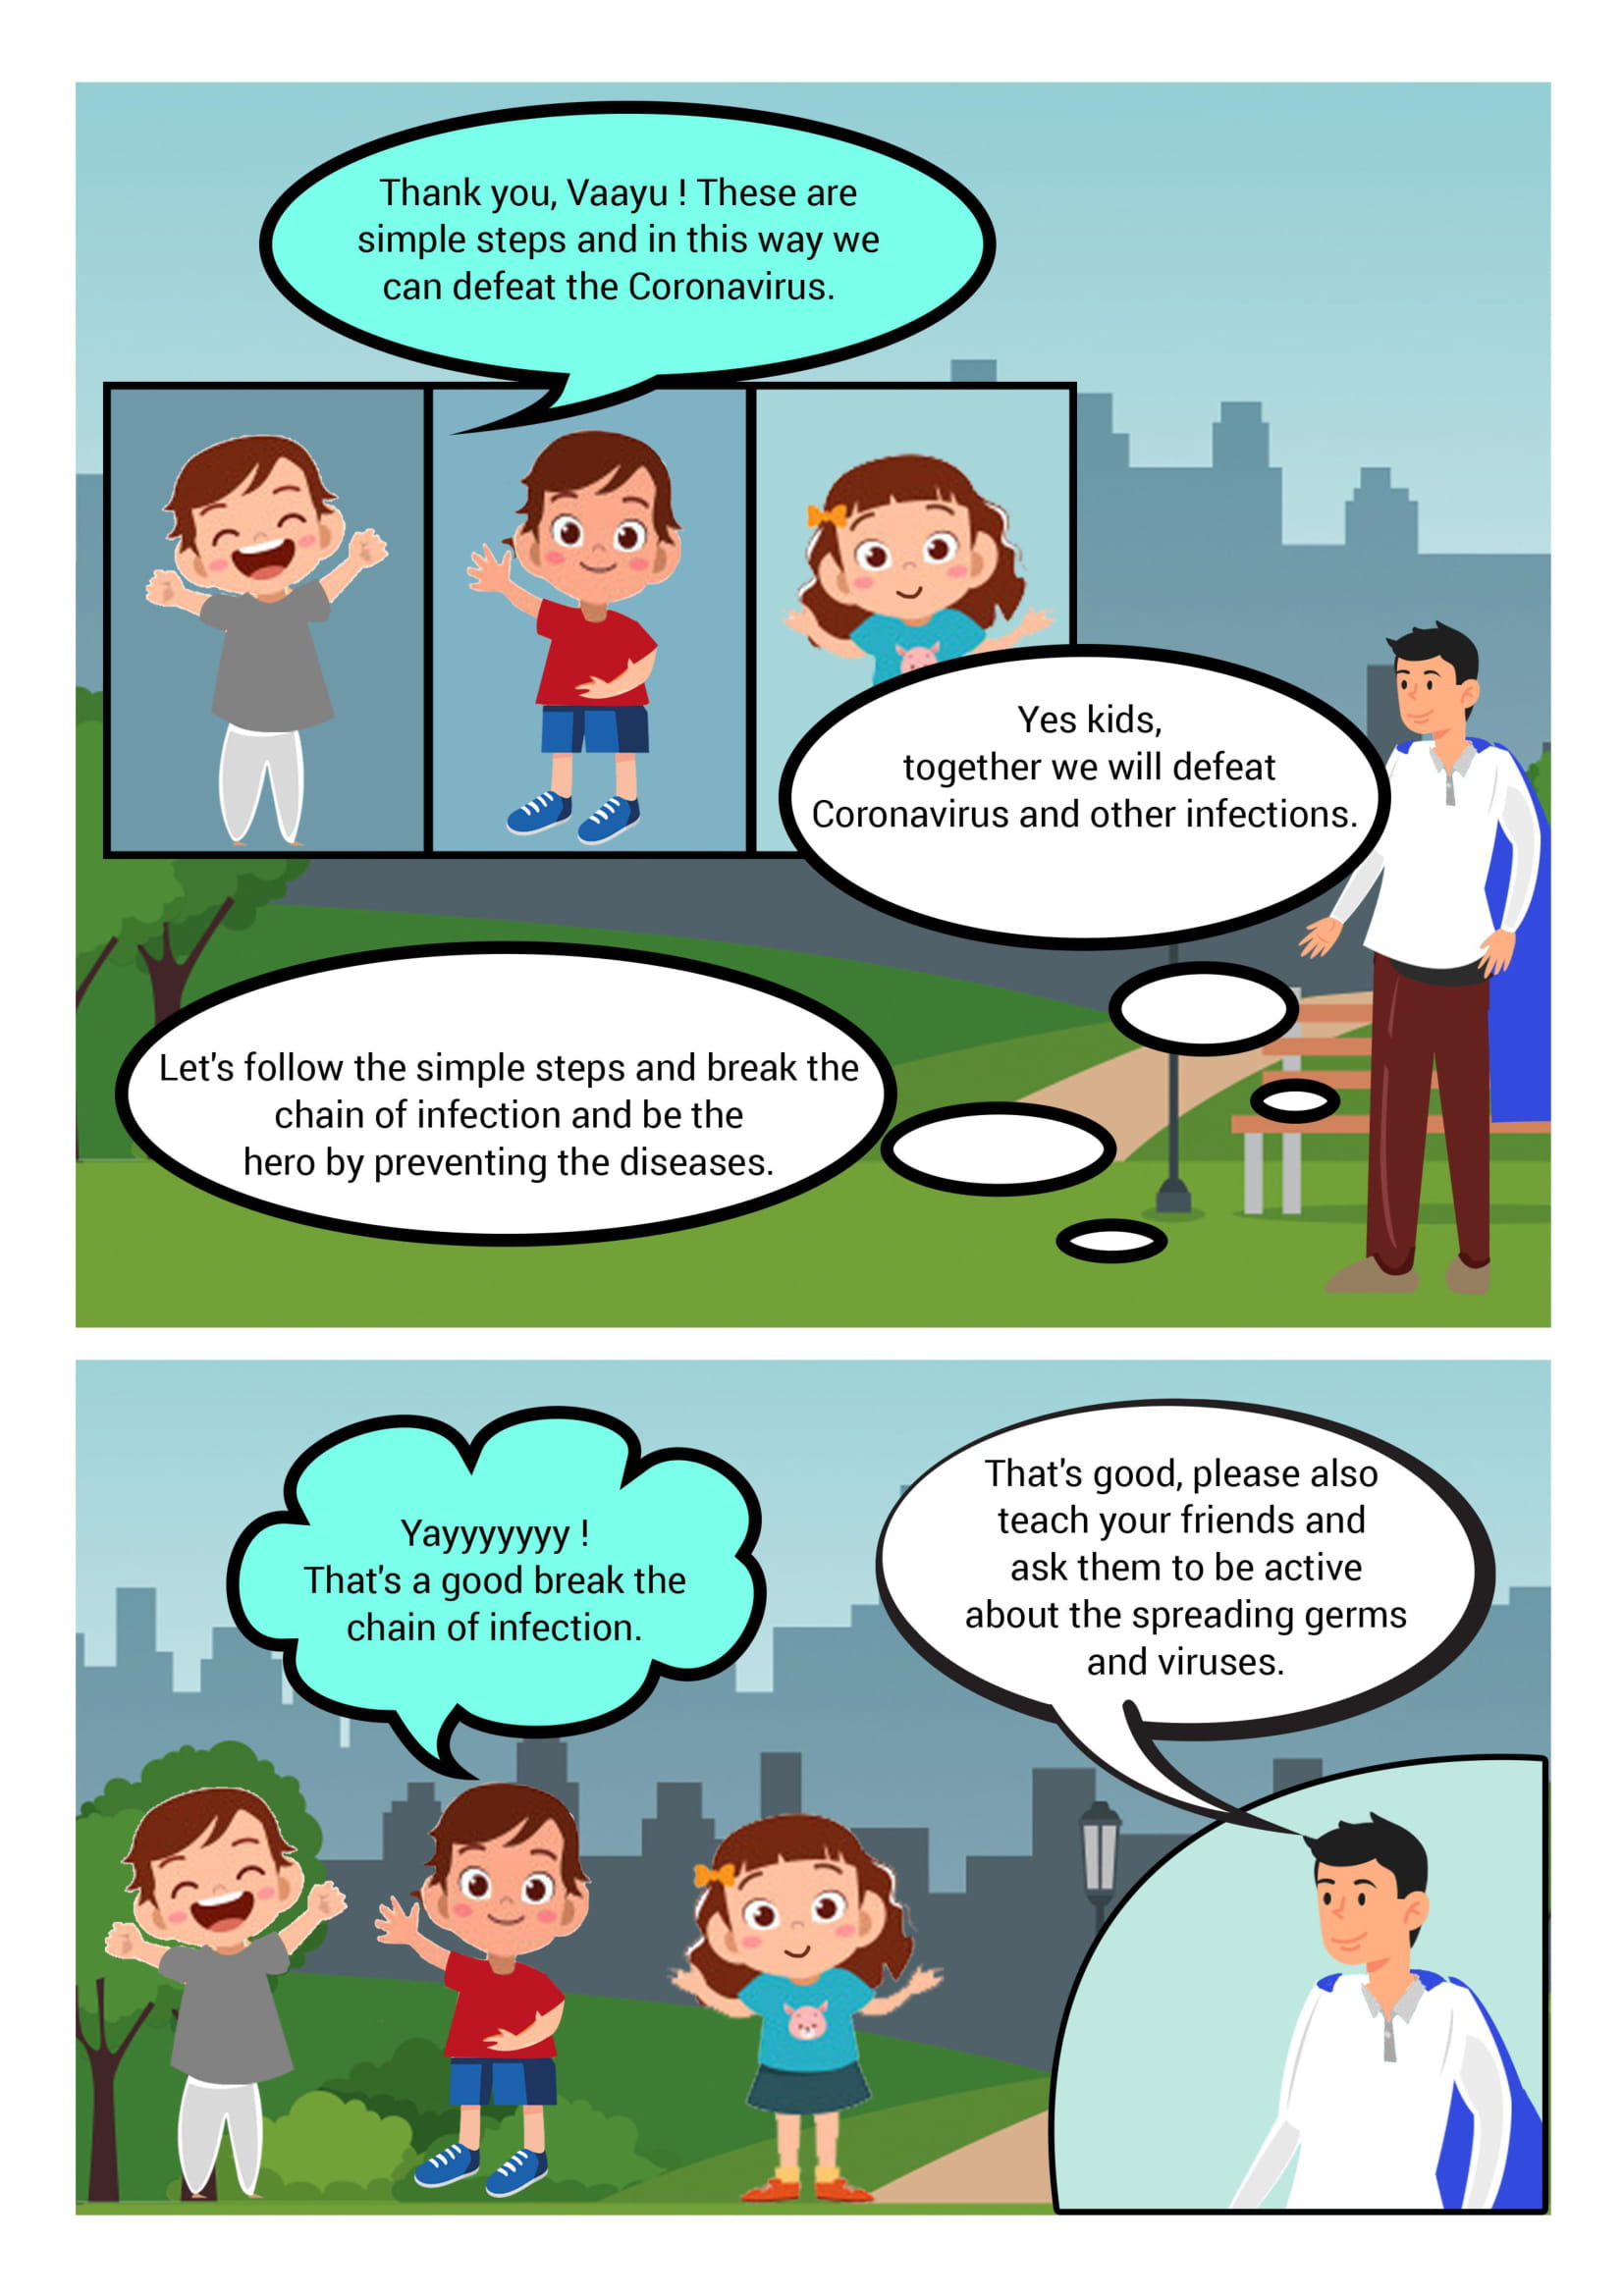 Thank you, Vaayu ! These are
simple steps and in this way we
can defeat the Coronavirus.
Yes kids,
together we will defeat
Coronavirus and other infections.
Let's follow the simple steps and break the
chain of infection and be the
hero by preventing the diseases.
Yayyyyyyy !
That's a good break the
chain of infection.
That's good, please also
teach your friends and
ask them to be active
about the spreading germs
and viruses.